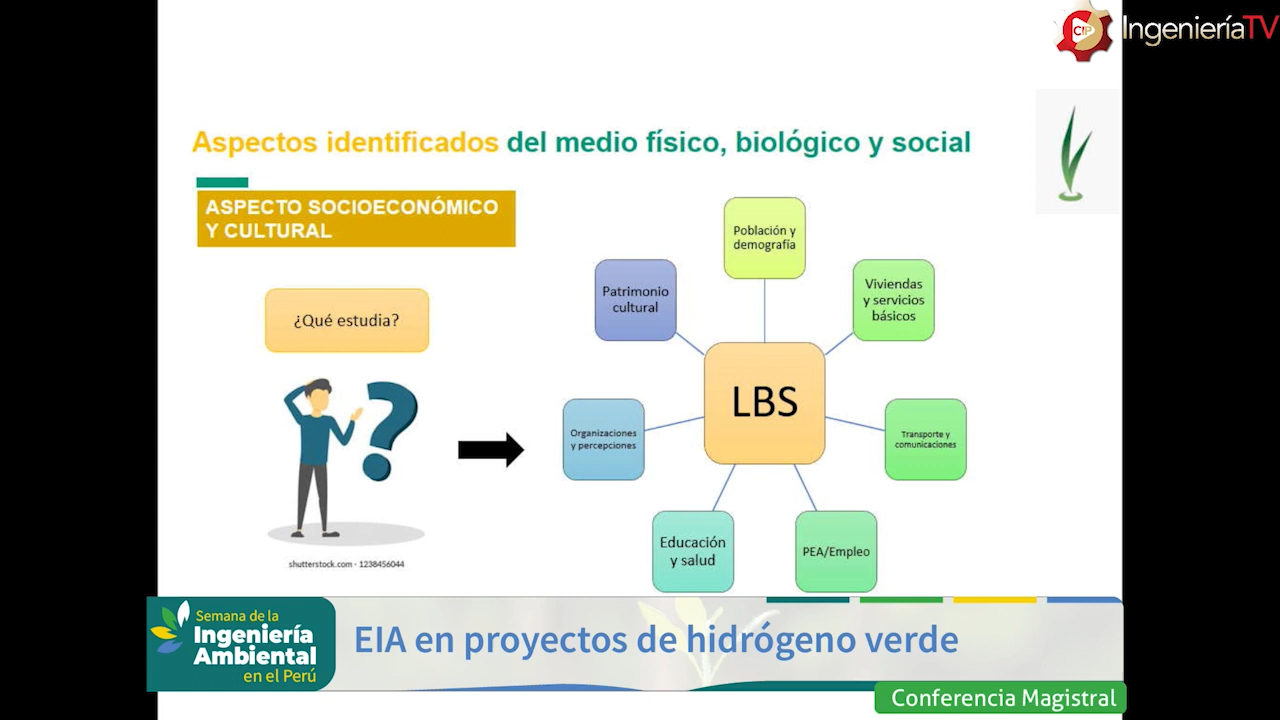 CIP IngenieríaTV
Aspectos identificados del medio físico, biológico y social
ASPECTO SOCIOECONÓMICO
Y CULTURAL
¿Qué estudia?
shutterstock.com · 1238456044
LBS
Población y
demografía
Viviendas
y servicios
básicos
Transporte y
comunicaciones
PEA/Empleo
Educación
y salud
Organizaciones
y percepciones
Patrimonio
cultural
Semana de la
Ingeniería
Ambiental
en el Perú
EIA en proyectos de hidrógeno verde
Conferencia Magistral